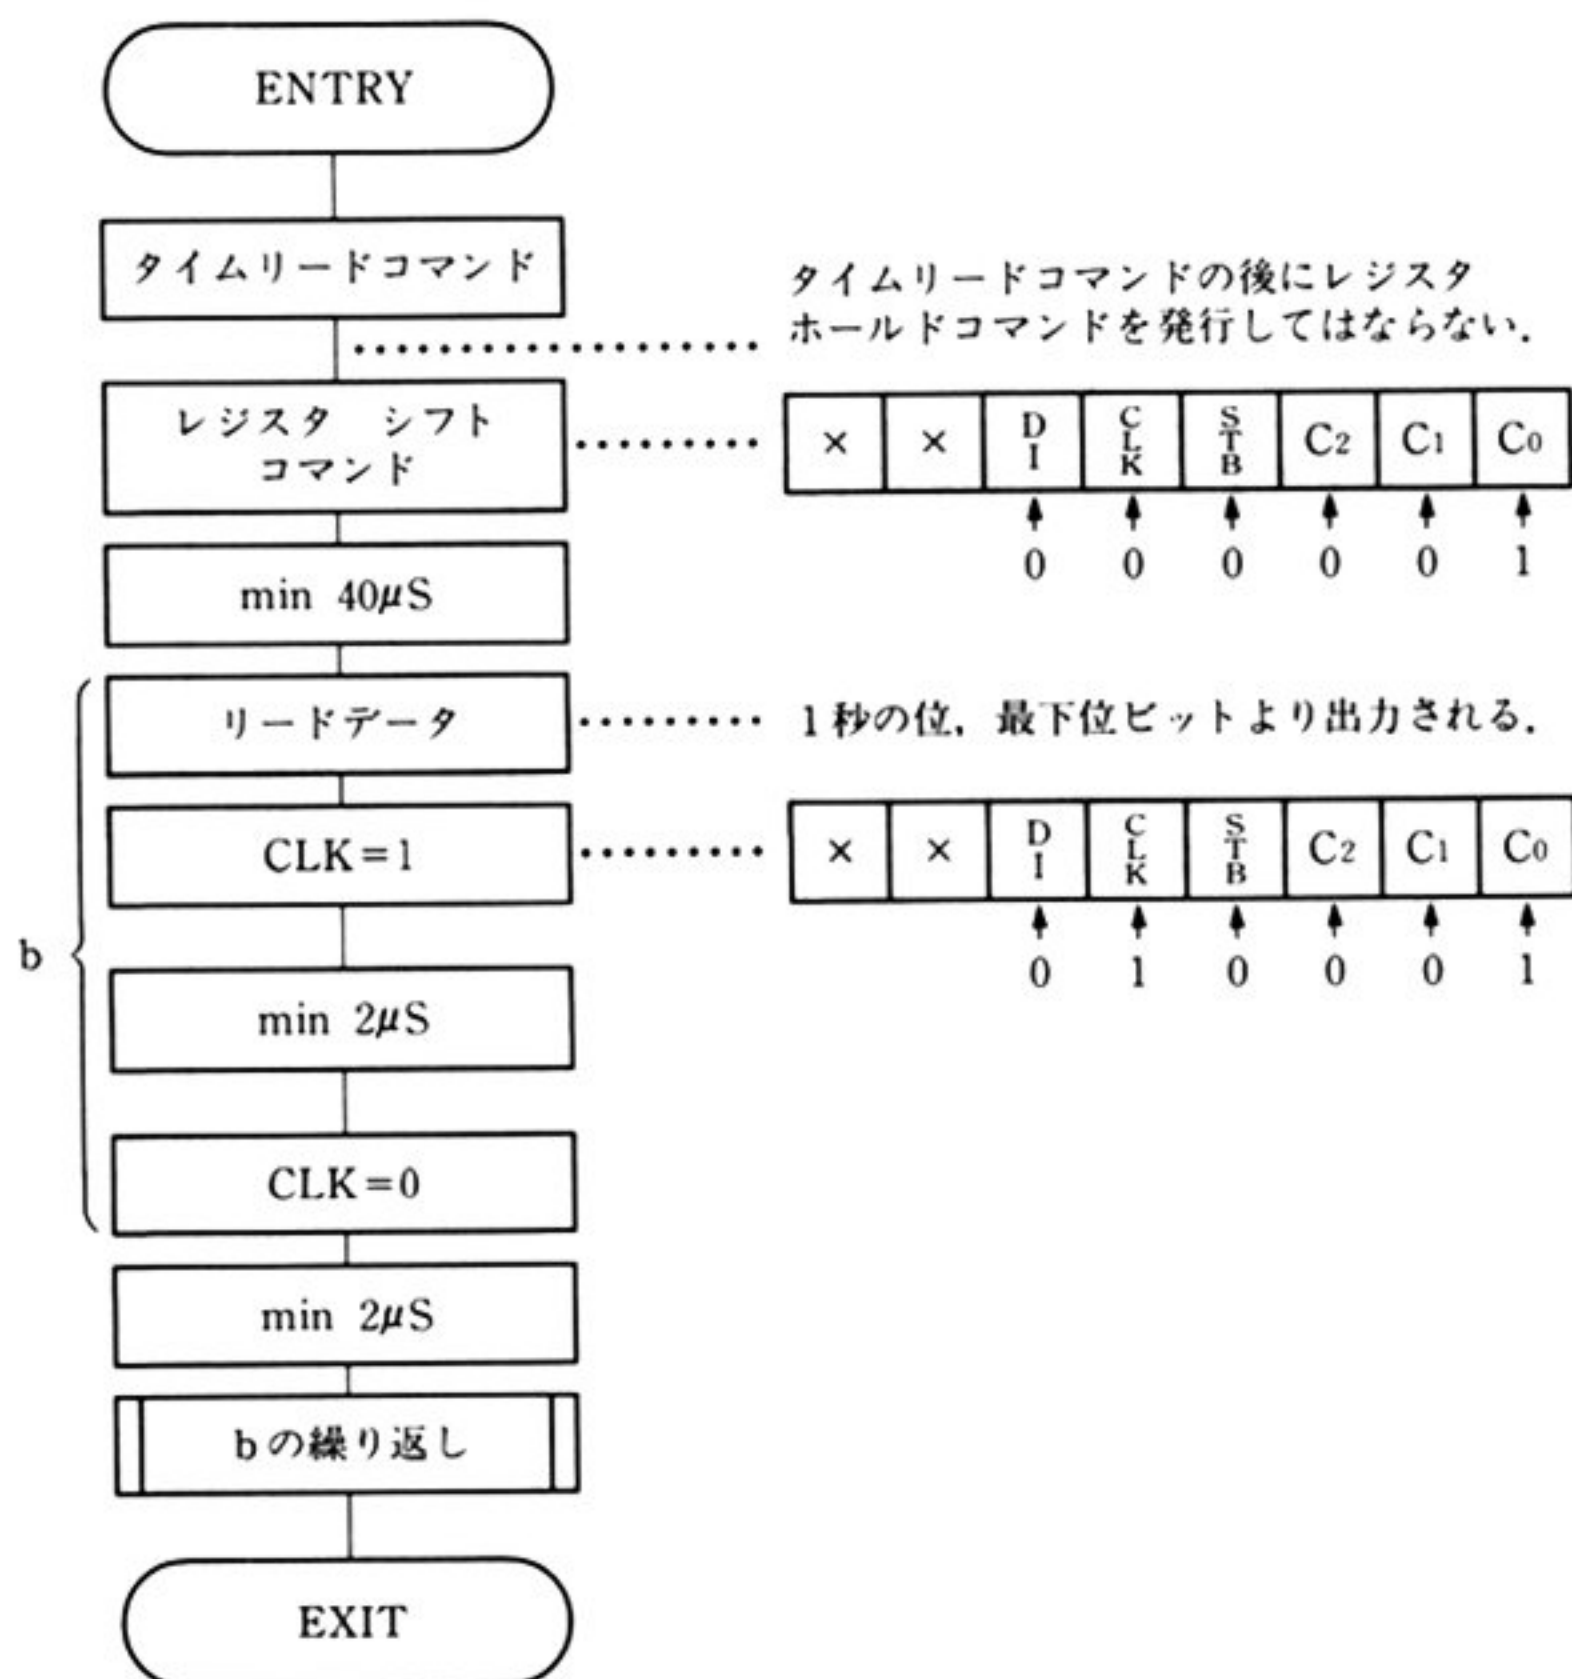 ENTRY
タイムリードコマンド
タイムリードコマンドの後にレジスタ
ホールドコマンドを発行してはならない.
レジスタ シフト
コマンド
× × DI CLK STB C2 C1 C0
0 0 0 0 0 1
min 40μS
リードデータ
1秒の位, 最下位ビットより出力される.
CLK=1
× × DI CLK STB C2 C1 C0
0 1 0 0 0 1
b
min 2μS
CLK=0
min 2μS
bの繰り返し
EXIT